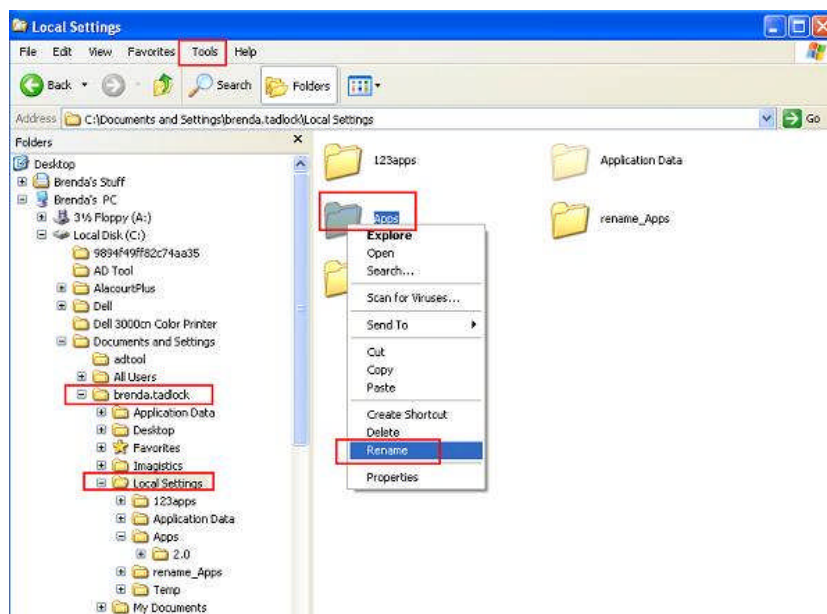 Local Settings
File Edit View Favorites Tools Help
Back Search Folders
Address C:\Documents and Settings\brenda.tadlock\Local Settings Go
Folders x
Desktop
Brenda's Stuff
Brenda's PC
3½ Floppy (A:)
Local Disk (C:)
9894f49ff82c74aa35
AD Tool
AlacourtPlus
Dell
Dell 3000cn Color Printer
Documents and Settings
adtool
All Users
brenda.tadlock
Application Data
Desktop
Favorites
Imagistics
Local Settings
123apps
Application Data
Apps
2.0
rename_Apps
Temp
My Documents
123apps
Application Data
Apps
rename_Apps
Explore
Open
Search...
Scan for Viruses...
Send To
Cut
Copy
Paste
Create Shortcut
Delete
Rename
Properties